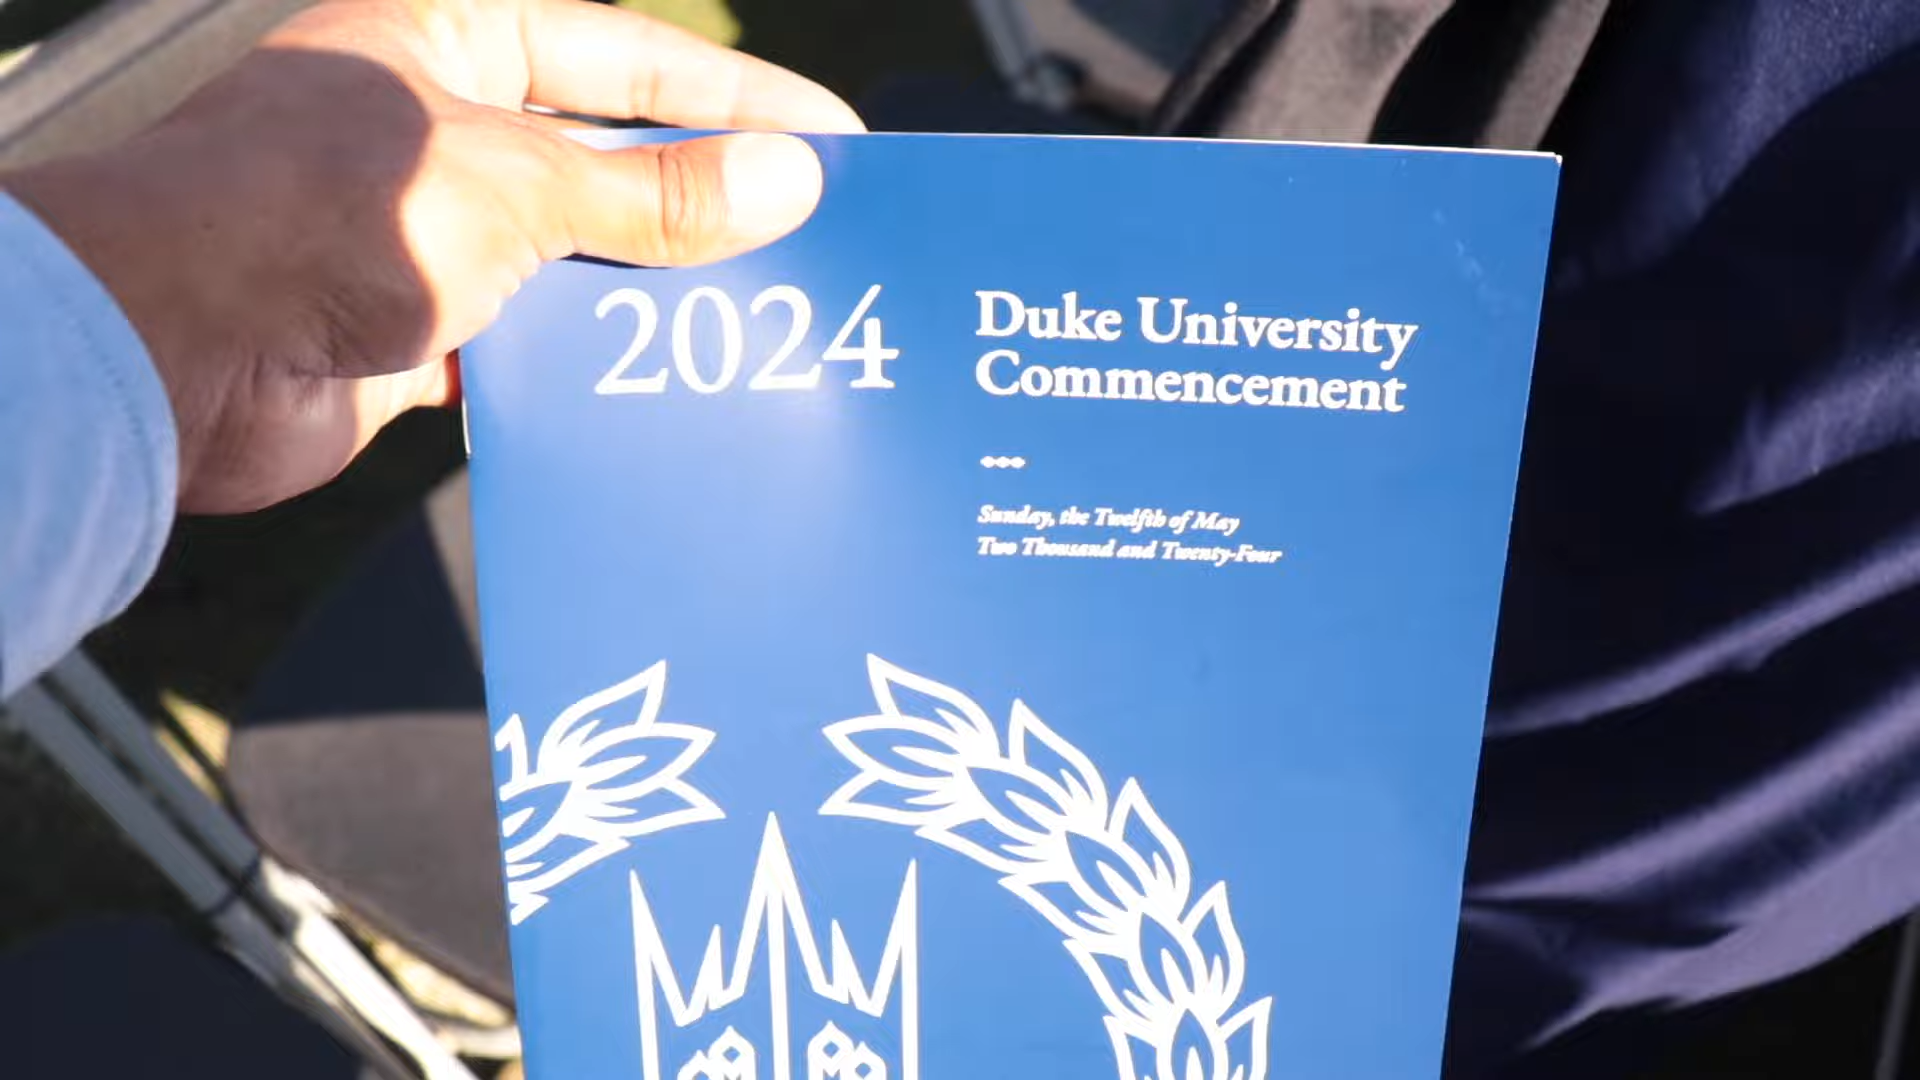 2024
Duke University
Commencement
Sunday, the Twelfth of May
Two Thousand and Twenty-Four